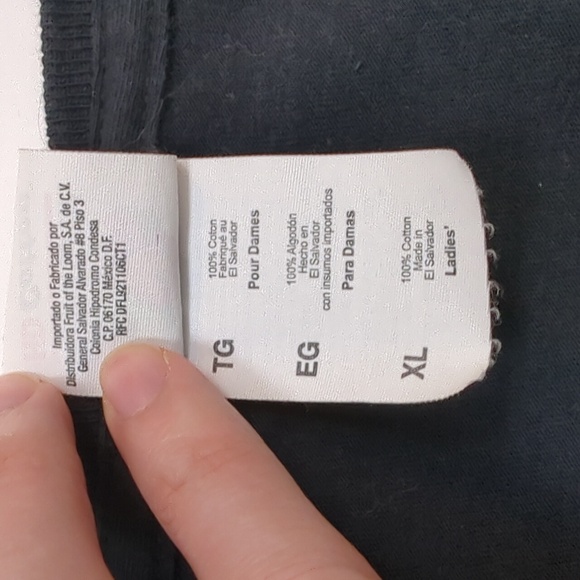 Importado o Fabricado por
Distribuidora Fruit of the Loom, S.A. de C.V.
General Salvador Alvarado #8 Piso 3
Colonia Hipodromo Condesa
C.P. 06170 México D.F.
RFC DFL921106CT1
TG
100% Coton
Fabriqué au
El Salvador
Pour Dames
EG
100% Algodón
Hecho en
El Salvador
con insumos importados
Para Damas
XL
100% Cotton
Made in
El Salvador
Ladies'